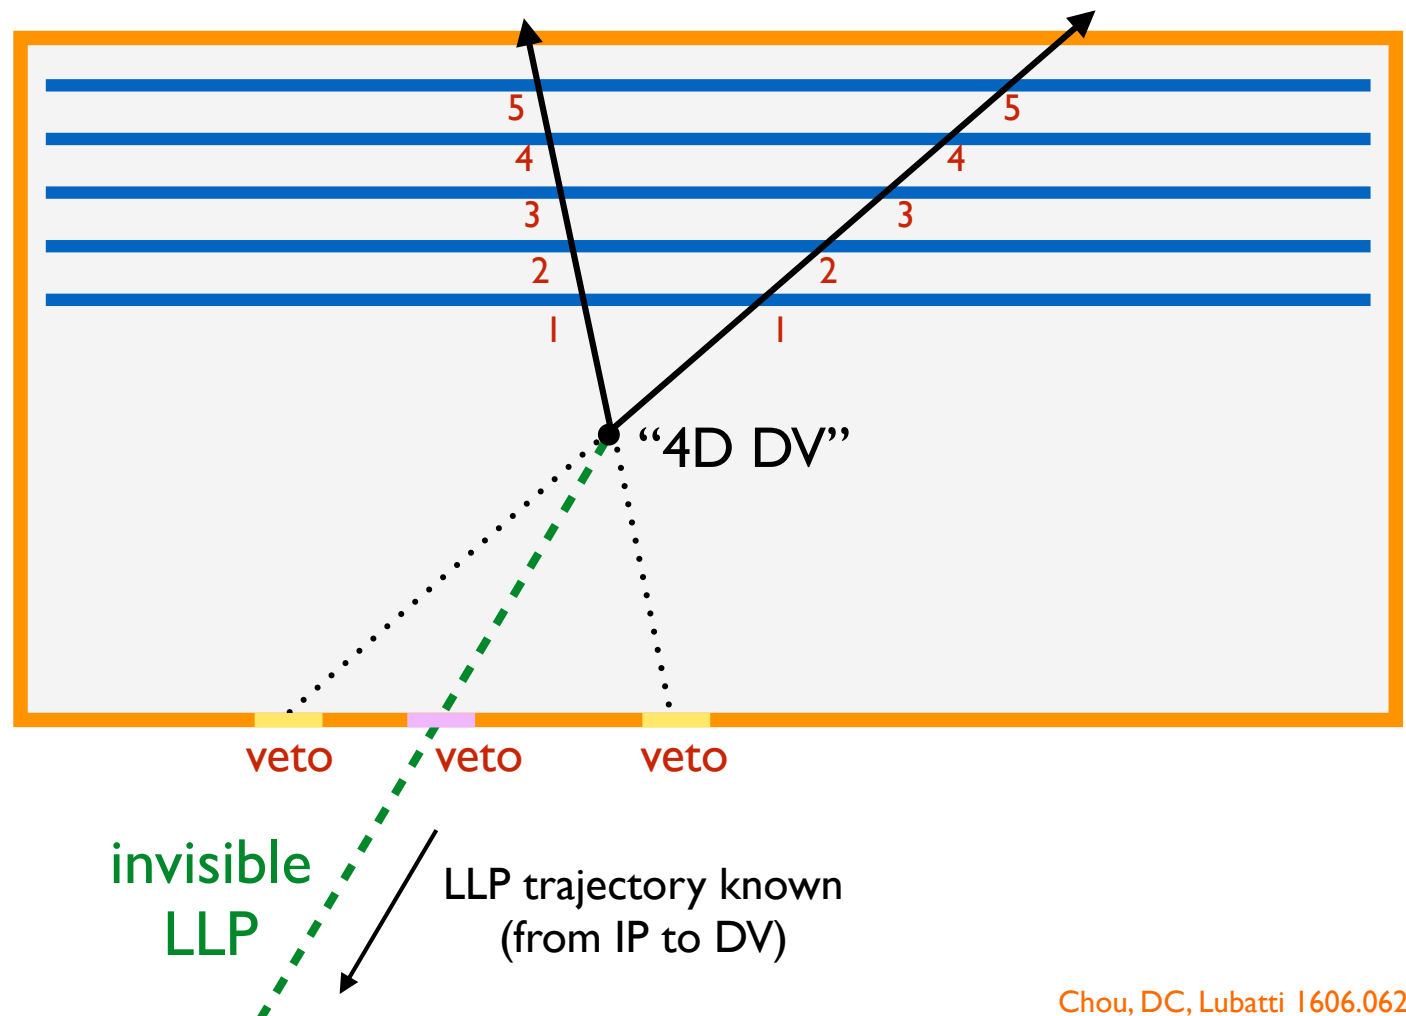 5 5
4 4
3 3
2 2
1 1
“4D DV”
veto veto veto
invisible
LLP
LLP trajectory known
(from IP to DV)
Chou, DC, Lubatti 1606.062